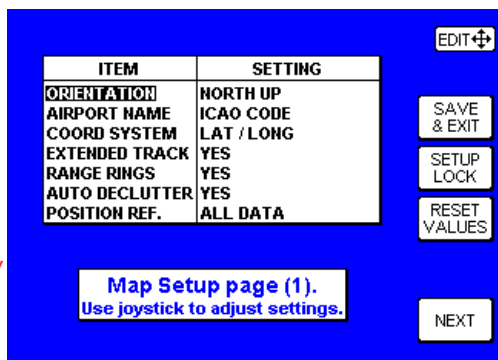 EDIT
ITEM SETTING
ORIENTATION NORTH UP
AIRPORT NAME ICAO CODE
COORD SYSTEM LAT / LONG
EXTENDED TRACK YES
RANGE RINGS YES
AUTO DECLUTTER YES
POSITION REF. ALL DATA
SAVE
& EXIT
SETUP
LOCK
RESET
VALUES
Map Setup page (1).
Use joystick to adjust settings.
NEXT